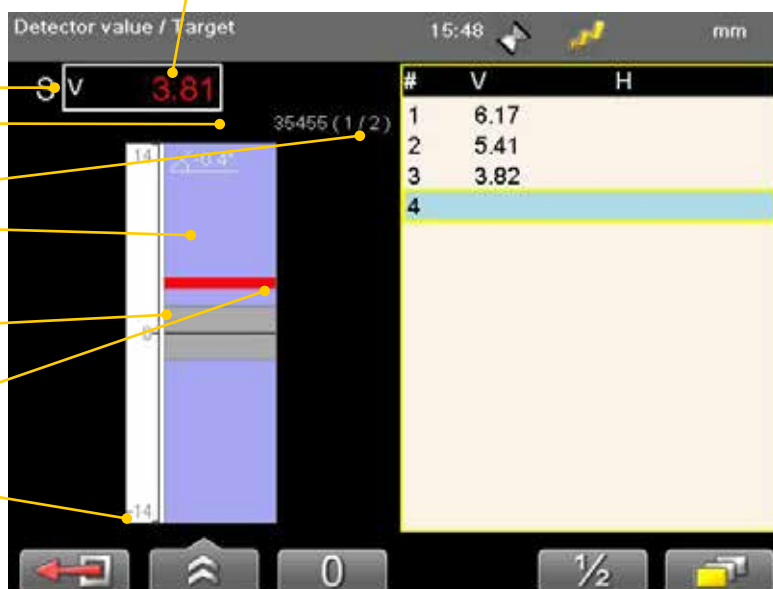 Detector value / Target 15:48 mm
S V 3.81
35455 ( 1 / 2 )
14
-0.4°
0
-14
# V H
1 6.17
2 5.41
3 3.82
4
0 ½